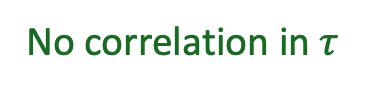 No correlation in τ